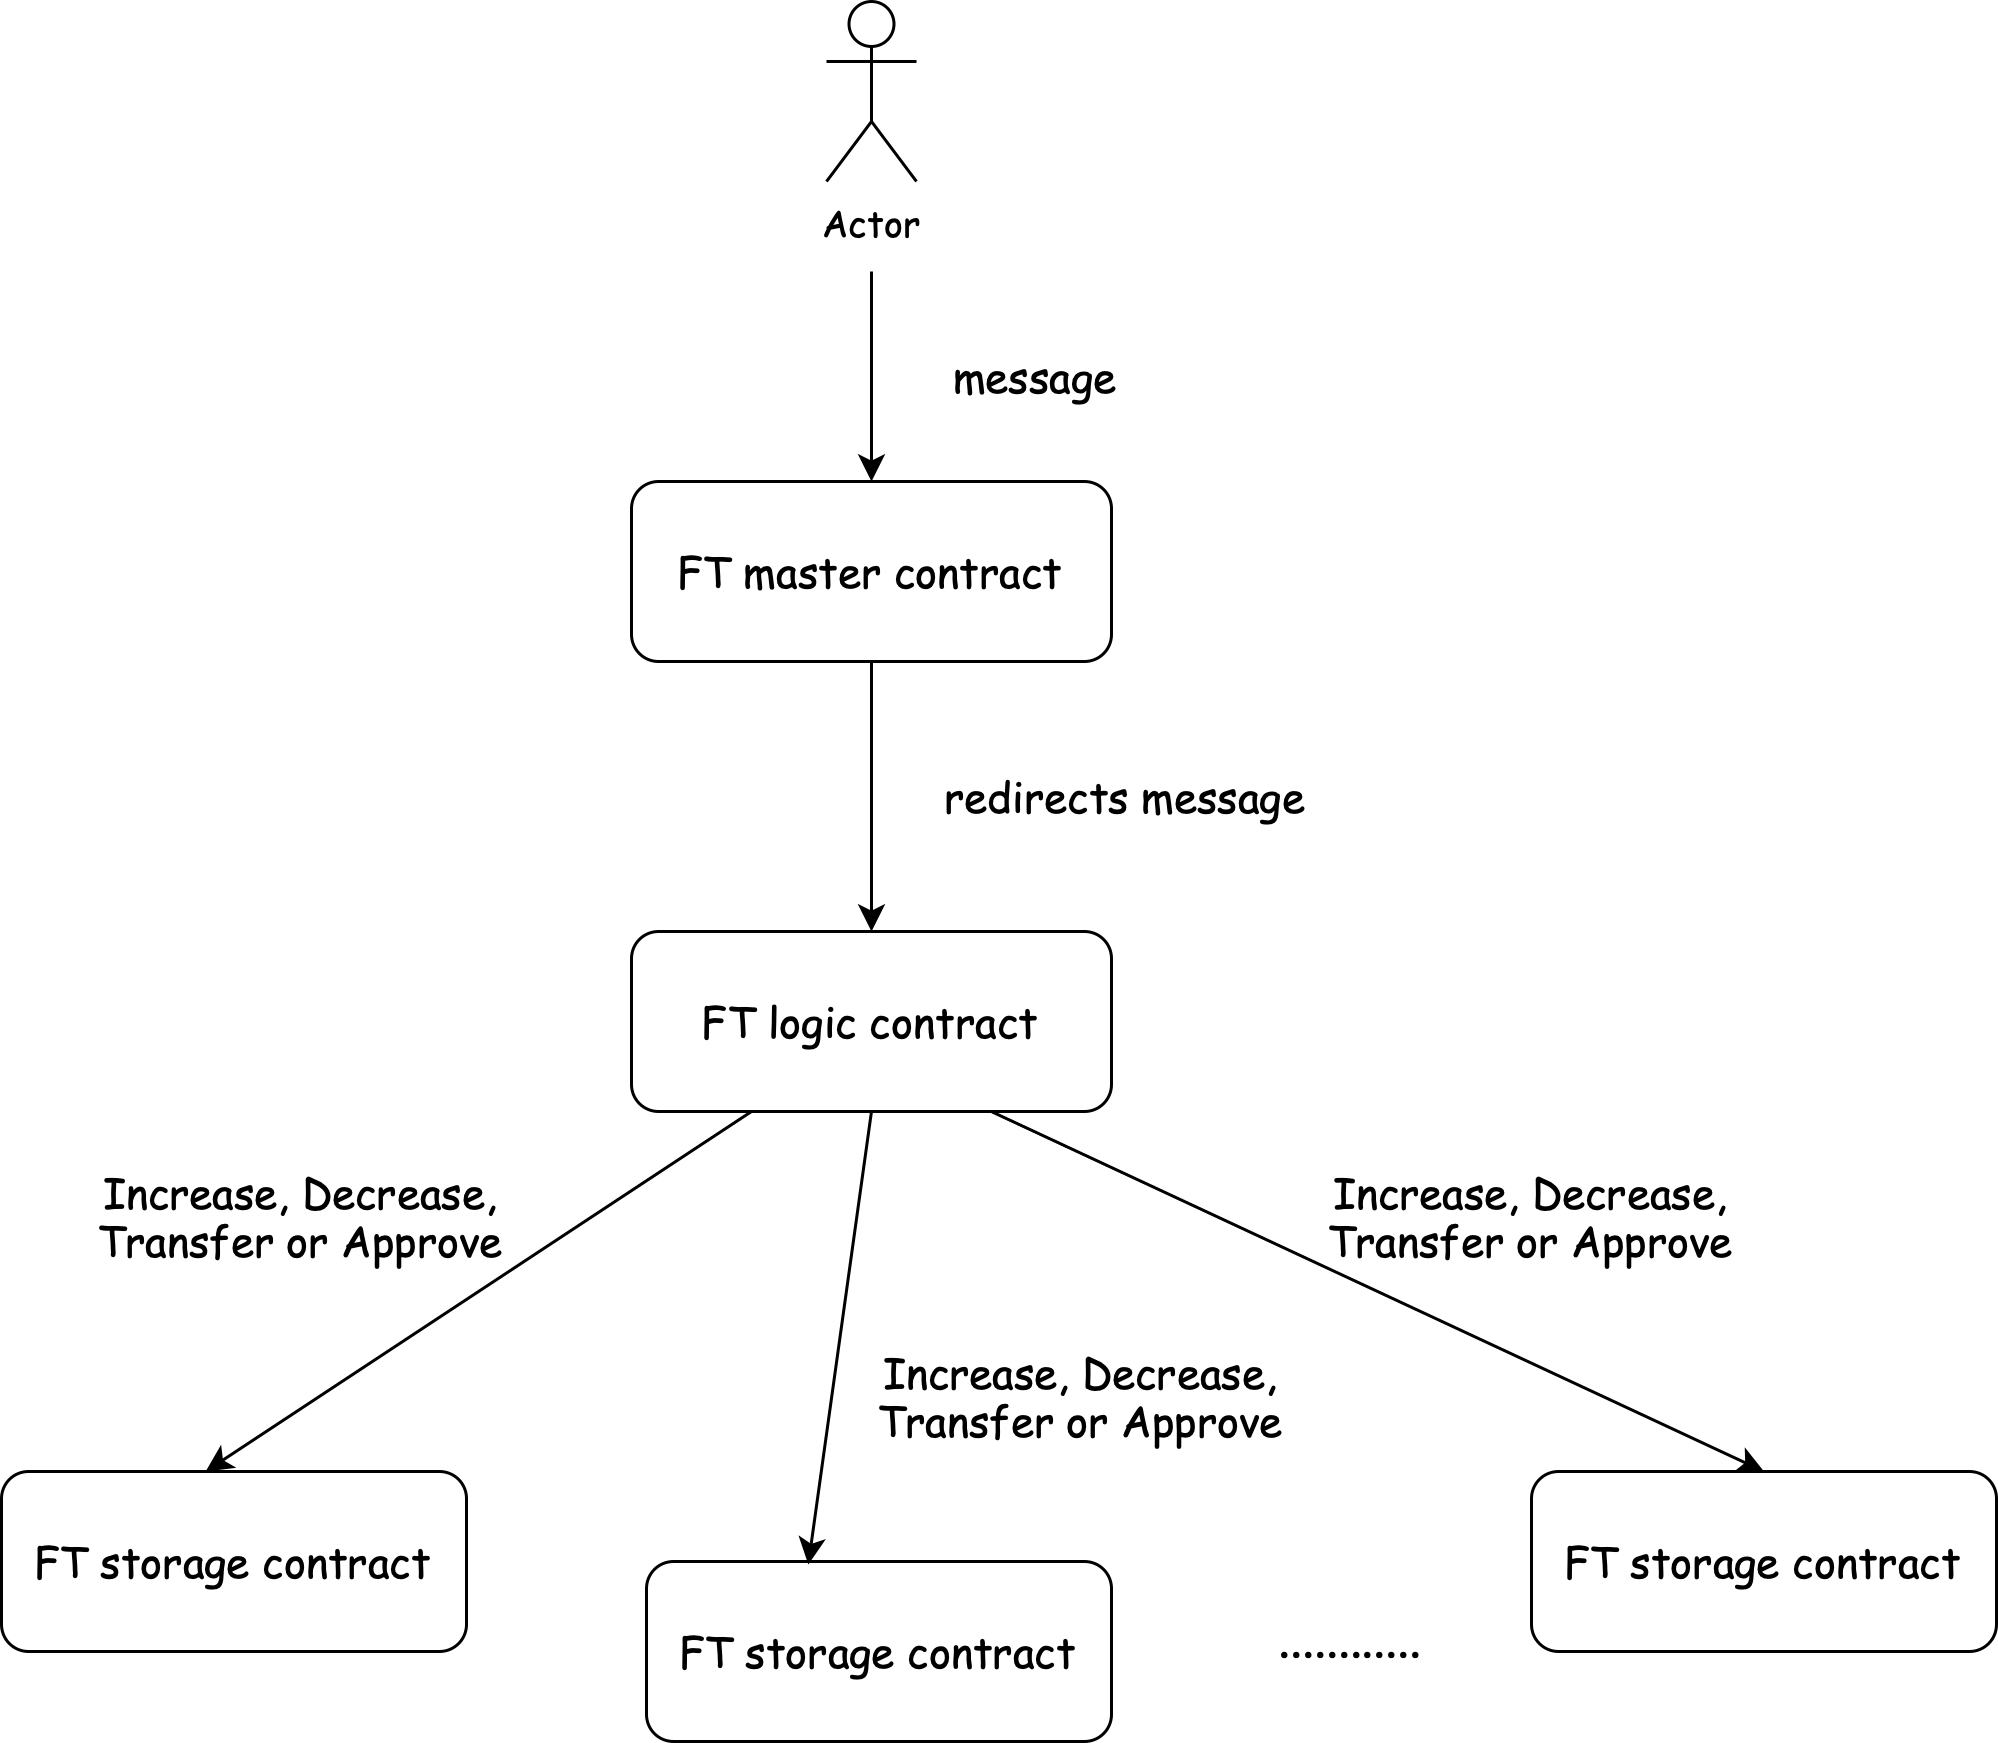 Actor
message
FT master contract
redirects message
FT logic contract
Increase, Decrease,
Transfer or Approve
Increase, Decrease,
Transfer or Approve
Increase, Decrease,
Transfer or Approve
FT storage contract
FT storage contract
FT storage contract
............